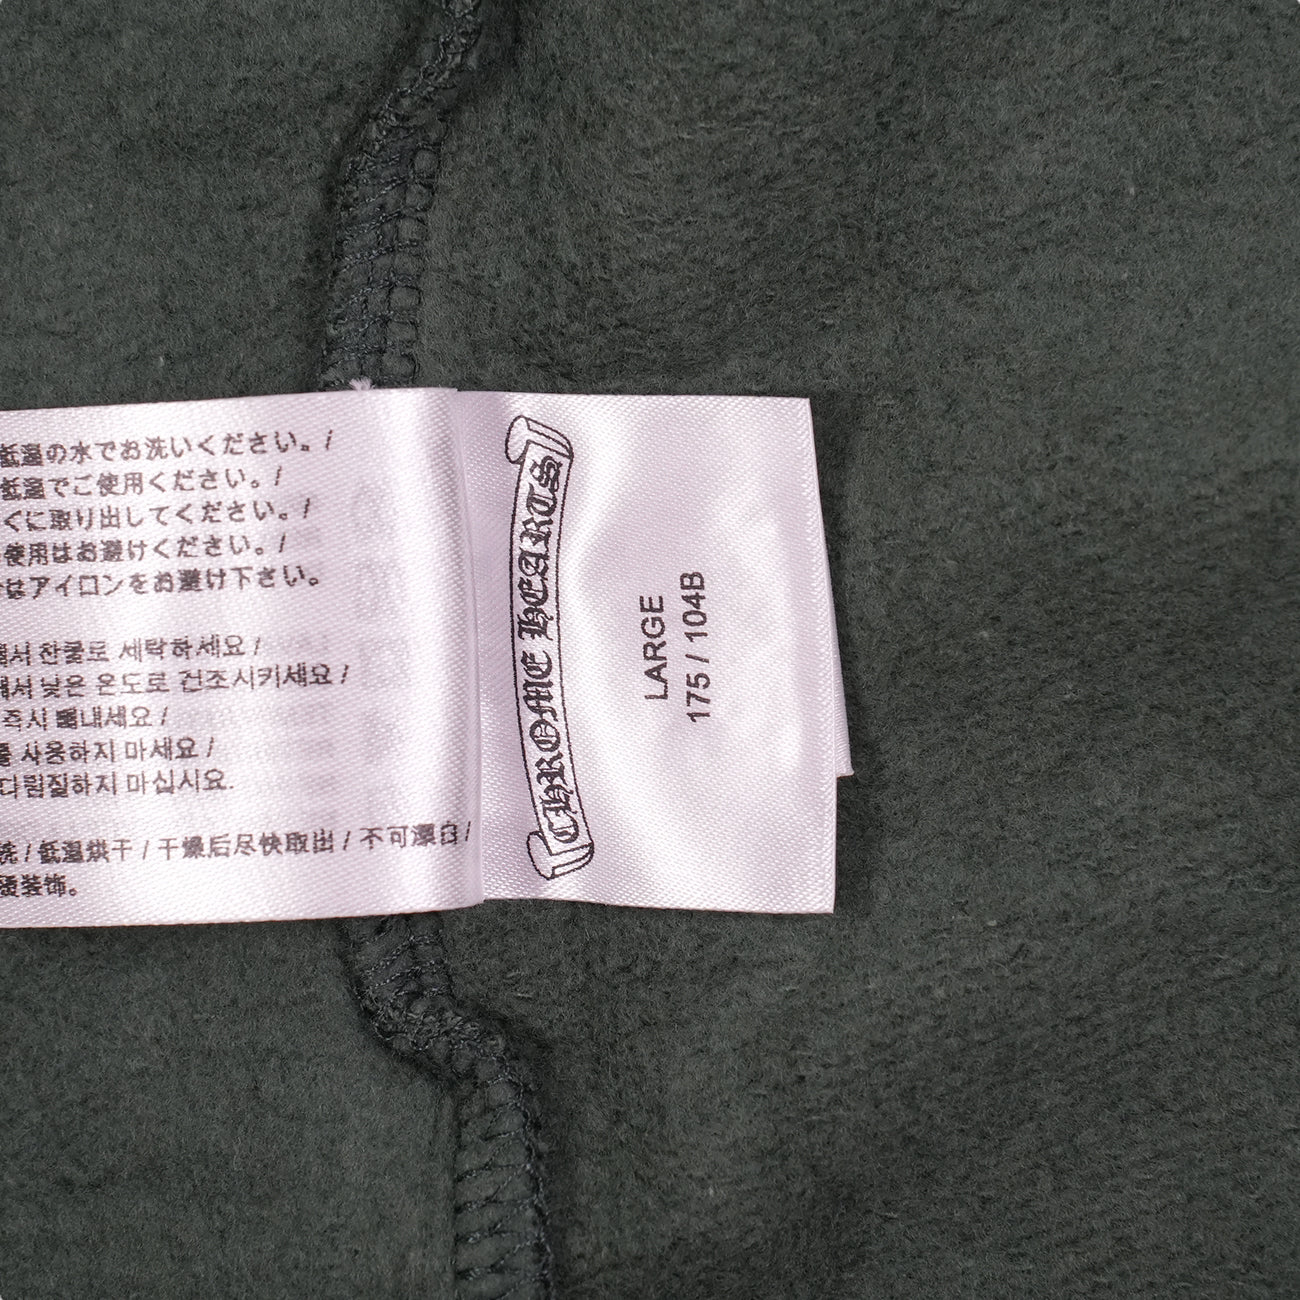 低温の水でお洗いください。/
低温でご使用ください。/
ぐに取り出してください。/
使用はお避けください。/
はアイロンをお避け下さい。
서 찬물로 세탁하세요 /
에서 낮은 온도로 건조시키세요 /
즉시 빼내세요 /
를 사용하지 마세요 /
다림질하지 마십시오.
洗 / 低温烘干 / 干燥后尽快取出 / 不可漂白 /
烫装饰。
CHROME HEARTS
LARGE
175 / 104B